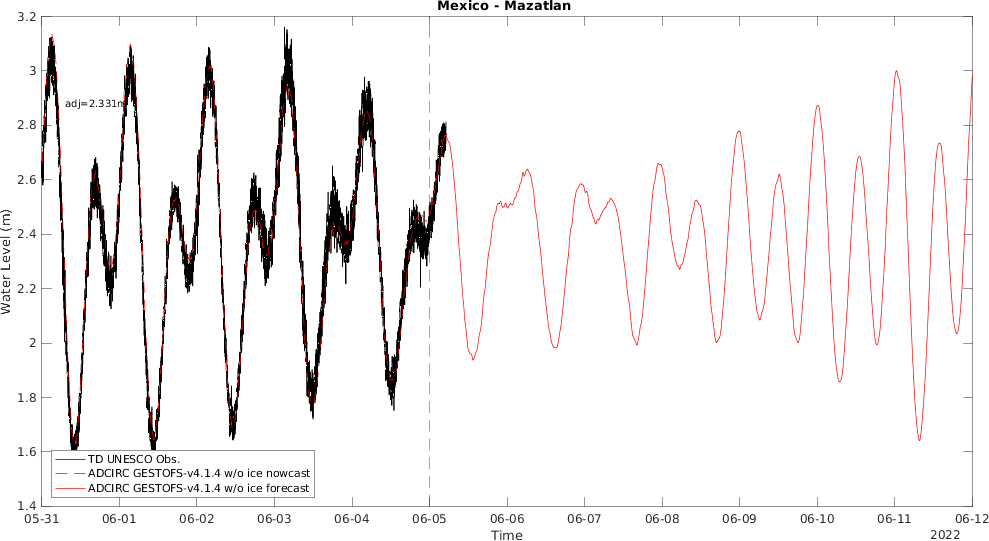 Mexico - Mazatlan
3.2
3
2.8
2.6
2.4
2.2
2
1.8
1.6
1.4
Water Level (m)
adj=2.331m
TD UNESCO Obs.
ADCIRC GESTOFS-v4.1.4 w/o ice nowcast
ADCIRC GESTOFS-v4.1.4 w/o ice forecast
05-31 06-01 06-02 06-03 06-04 06-05 06-06 06-07 06-08 06-09 06-10 06-11 06-12
Time
2022